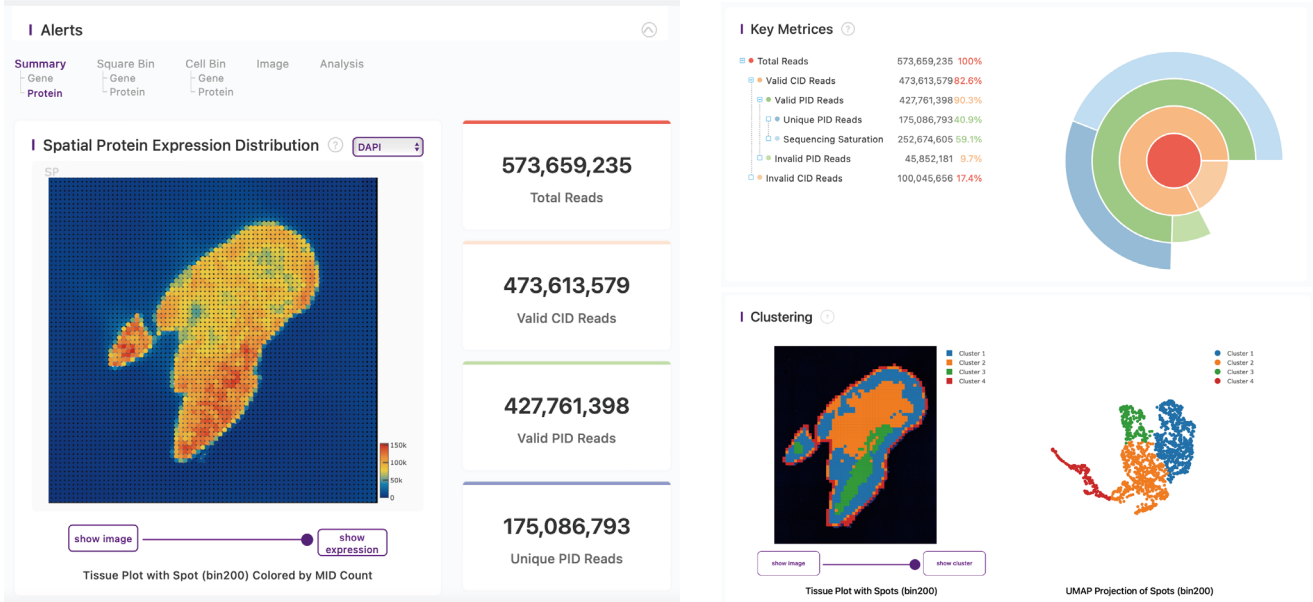 Alerts
Summary
Gene
Protein
Square Bin
Gene
Protein
Cell Bin
Gene
Protein
Image
Analysis
Spatial Protein Expression Distribution ?
DAPI
SP
150k
100k
50k
0
show image
show
expression
Tissue Plot with Spot (bin200) Colored by MID Count
573,659,235
Total Reads
473,613,579
Valid CID Reads
427,761,398
Valid PID Reads
175,086,793
Unique PID Reads
Key Metrices ?
Total Reads 573,659,235 100%
Valid CID Reads 473,613,579 82.6%
Valid PID Reads 427,761,398 90.3%
Unique PID Reads 175,086,793 40.9%
Sequencing Saturation 252,674,605 59.1%
Invalid PID Reads 45,852,181 9.7%
Invalid CID Reads 100,045,656 17.4%
Clustering ?
Cluster 1
Cluster 2
Cluster 3
Cluster 4
show image
show cluster
Tissue Plot with Spots (bin200)
Cluster 1
Cluster 2
Cluster 3
Cluster 4
UMAP Projection of Spots (bin200)